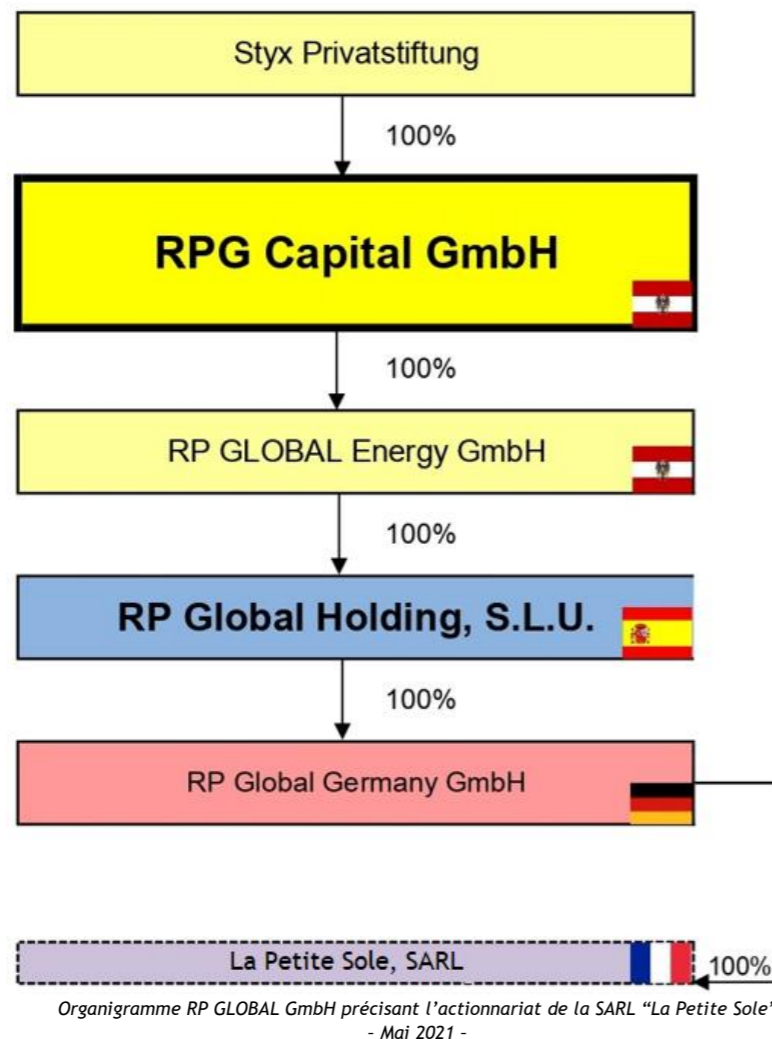 Styx Privatstiftung
100%
RPG Capital GmbH
100%
RP GLOBAL Energy GmbH
100%
RP Global Holding, S.L.U.
100%
RP Global Germany GmbH
La Petite Sole, SARL
100%
Organigramme RP GLOBAL GmbH précisant l’actionnariat de la SARL “La Petite Sole”
- Mai 2021 -